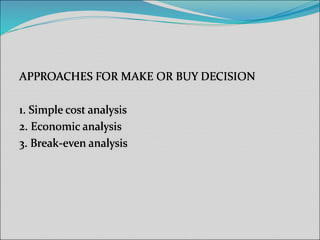 APPROACHES FOR MAKE OR BUY DECISION
1. Simple cost analysis
2. Economic analysis
3. Break-even analysis